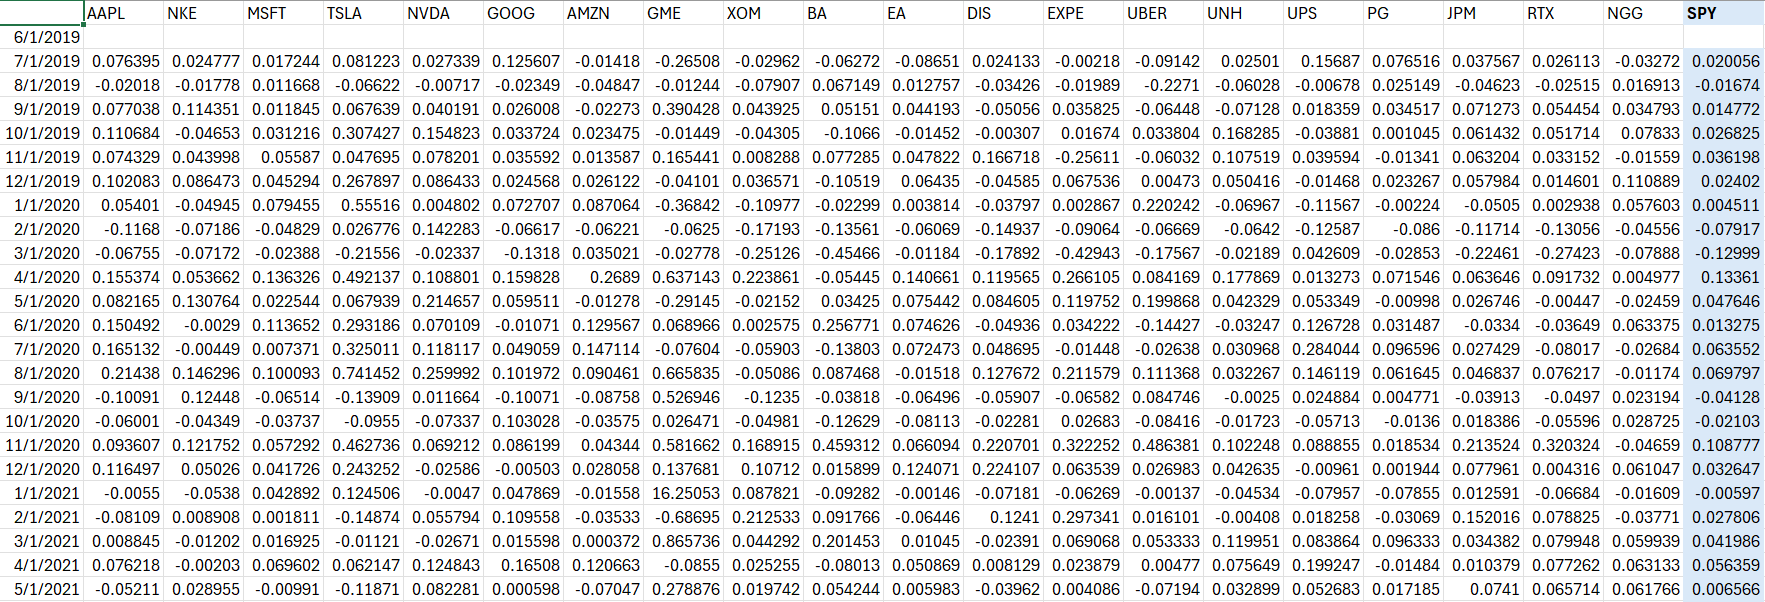 AAPL NKE MSFT TSLA NVDA GOOG AMZN GME XOM BA EA DIS EXPE UBER UNH UPS PG JPM RTX NGG SPY
6/1/2019
7/1/2019 0.076395 0.024777 0.017244 0.081223 0.027339 0.125607 -0.01418 -0.26508 -0.02962 -0.06272 -0.08651 0.024133 -0.00218 -0.09142 0.02501 0.15687 0.076516 0.037567 0.026113 -0.03272 0.020056
8/1/2019 -0.02018 -0.01778 0.011668 -0.06622 -0.00717 -0.02349 -0.04847 -0.01244 -0.07907 0.067149 0.012757 -0.03426 -0.01989 -0.2271 -0.06028 -0.00678 0.025149 -0.04623 -0.02515 0.016913 -0.01674
9/1/2019 0.077038 0.114351 0.011845 0.067639 0.040191 0.026008 -0.02273 0.390428 0.043925 0.05151 0.044193 -0.05056 0.035825 -0.06448 -0.07128 0.018359 0.034517 0.071273 0.054454 0.034793 0.014772
10/1/2019 0.110684 -0.04653 0.031216 0.307427 0.154823 0.033724 0.023475 -0.01449 -0.04305 -0.1066 -0.01452 -0.00307 0.01674 0.033804 0.168285 -0.03881 0.001045 0.061432 0.051714 0.07833 0.026825
11/1/2019 0.074329 0.043998 0.05587 0.047695 0.078201 0.035592 0.013587 0.165441 0.008288 0.077285 0.047822 0.166718 -0.25611 -0.06032 0.107519 0.039594 -0.01341 0.063204 0.033152 -0.01559 0.036198
12/1/2019 0.102083 0.086473 0.045294 0.267897 0.086433 0.024568 0.026122 -0.04101 0.036571 -0.10519 0.06435 -0.04585 0.067536 0.00473 0.050416 -0.01468 0.023267 0.057984 0.014601 0.110889 0.02402
1/1/2020 0.05401 -0.04945 0.079455 0.55516 0.004802 0.072707 0.087064 -0.36842 -0.10977 -0.02299 0.003814 -0.03797 0.002867 0.220242 -0.06967 -0.11567 -0.00224 -0.0505 0.002938 0.057603 0.004511
2/1/2020 -0.1168 -0.07186 -0.04829 0.026776 0.142283 -0.06617 -0.06221 -0.0625 -0.17193 -0.13561 -0.06069 -0.14937 -0.09064 -0.06669 -0.0642 -0.12587 -0.086 -0.11714 -0.13056 -0.04556 -0.07917
3/1/2020 -0.06755 -0.07172 -0.02388 -0.21556 -0.02337 -0.1318 0.035021 -0.02778 -0.25126 -0.45466 -0.01184 -0.17892 -0.42943 -0.17567 -0.02189 0.042609 -0.02853 -0.22461 -0.27423 -0.07888 -0.12999
4/1/2020 0.155374 0.053662 0.136326 0.492137 0.108801 0.159828 0.2689 0.637143 0.223861 -0.05445 0.140661 0.119565 0.266105 0.084169 0.177869 0.013273 0.071546 0.063646 0.091732 0.004977 0.13361
5/1/2020 0.082165 0.130764 0.022544 0.067939 0.214657 0.059511 -0.01278 -0.29145 -0.02152 0.03425 0.075442 0.084605 0.119752 0.199868 0.042329 0.053349 -0.00998 0.026746 -0.00447 -0.02459 0.047646
6/1/2020 0.150492 -0.0029 0.113652 0.293186 0.070109 -0.01071 0.129567 0.068966 0.002575 0.256771 0.074626 -0.04936 0.034222 -0.14427 -0.03247 0.126728 0.031487 -0.0334 -0.03649 0.063375 0.013275
7/1/2020 0.165132 -0.00449 0.007371 0.325011 0.118117 0.049059 0.147114 -0.07604 -0.05903 -0.13803 0.072473 0.048695 -0.01448 -0.02638 0.030968 0.284044 0.096596 0.027429 -0.08017 -0.02684 0.063552
8/1/2020 0.21438 0.146296 0.100093 0.741452 0.259992 0.101972 0.090461 0.665835 -0.05086 0.087468 -0.01518 0.127672 0.211579 0.111368 0.032267 0.146119 0.061645 0.046837 0.076217 -0.01174 0.069797
9/1/2020 -0.10091 0.12448 -0.06514 -0.13909 0.011664 -0.10071 -0.08758 0.526946 -0.1235 -0.03818 -0.06496 -0.05907 -0.06582 0.084746 -0.0025 0.024884 0.004771 -0.03913 -0.0497 0.023194 -0.04128
10/1/2020 -0.06001 -0.04349 -0.03737 -0.0955 -0.07337 0.103028 -0.03575 0.026471 -0.04981 -0.12629 -0.08113 -0.02281 0.02683 -0.08416 -0.01723 -0.05713 -0.0136 0.018386 -0.05596 0.028725 -0.02103
11/1/2020 0.093607 0.121752 0.057292 0.462736 0.069212 0.086199 0.04344 0.581662 0.168915 0.459312 0.066094 0.220701 0.322252 0.486381 0.102248 0.088855 0.018534 0.213524 0.320324 -0.04659 0.108777
12/1/2020 0.116497 0.05026 0.041726 0.243252 -0.02586 -0.00503 0.028058 0.137681 0.10712 0.015899 0.124071 0.224107 0.063539 0.026983 0.042635 -0.00961 0.001944 0.077961 0.004316 0.061047 0.032647
1/1/2021 -0.0055 -0.0538 0.042892 0.124506 -0.0047 0.047869 -0.01558 16.25053 0.087821 -0.09282 -0.00146 -0.07181 -0.06269 -0.00137 -0.04534 -0.07957 -0.07855 0.012591 -0.06684 -0.01609 -0.00597
2/1/2021 -0.08109 0.008908 0.001811 -0.14874 0.055794 0.109558 -0.03533 -0.68695 0.212533 0.091766 -0.06446 0.1241 0.297341 0.016101 -0.00408 0.018258 -0.03069 0.152016 0.078825 -0.03771 0.027806
3/1/2021 0.008845 -0.01202 0.016925 -0.01121 -0.02671 0.015598 0.000372 0.865736 0.044292 0.201453 0.01045 -0.02391 0.069068 0.053333 0.119951 0.083864 0.096333 0.034382 0.079948 0.059939 0.041986
4/1/2021 0.076218 -0.00203 0.069602 0.062147 0.124843 0.16508 0.120663 -0.0855 0.025255 -0.08013 0.050869 0.008129 0.023879 0.00477 0.075649 0.199247 -0.01484 0.010379 0.077262 0.063133 0.056359
5/1/2021 -0.05211 0.028955 -0.00991 -0.11871 0.082281 0.000598 -0.07047 0.278876 0.019742 0.054244 0.005983 -0.03962 0.004086 -0.07194 0.032899 0.052683 0.017185 0.0741 0.065714 0.061766 0.006566